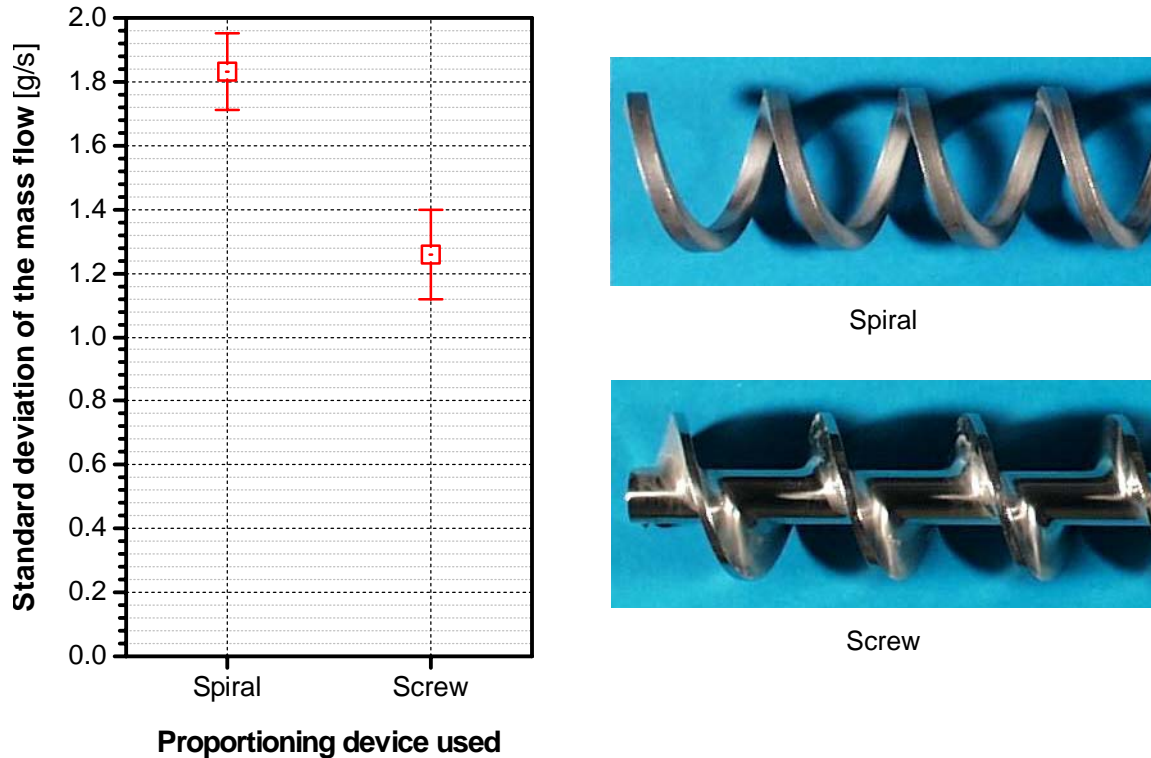 Standard deviation of the mass flow [g/s]
2.0
1.8
1.6
1.4
1.2
1.0
0.8
0.6
0.4
0.2
0.0
Spiral
Screw
Proportioning device used
Spiral
Screw